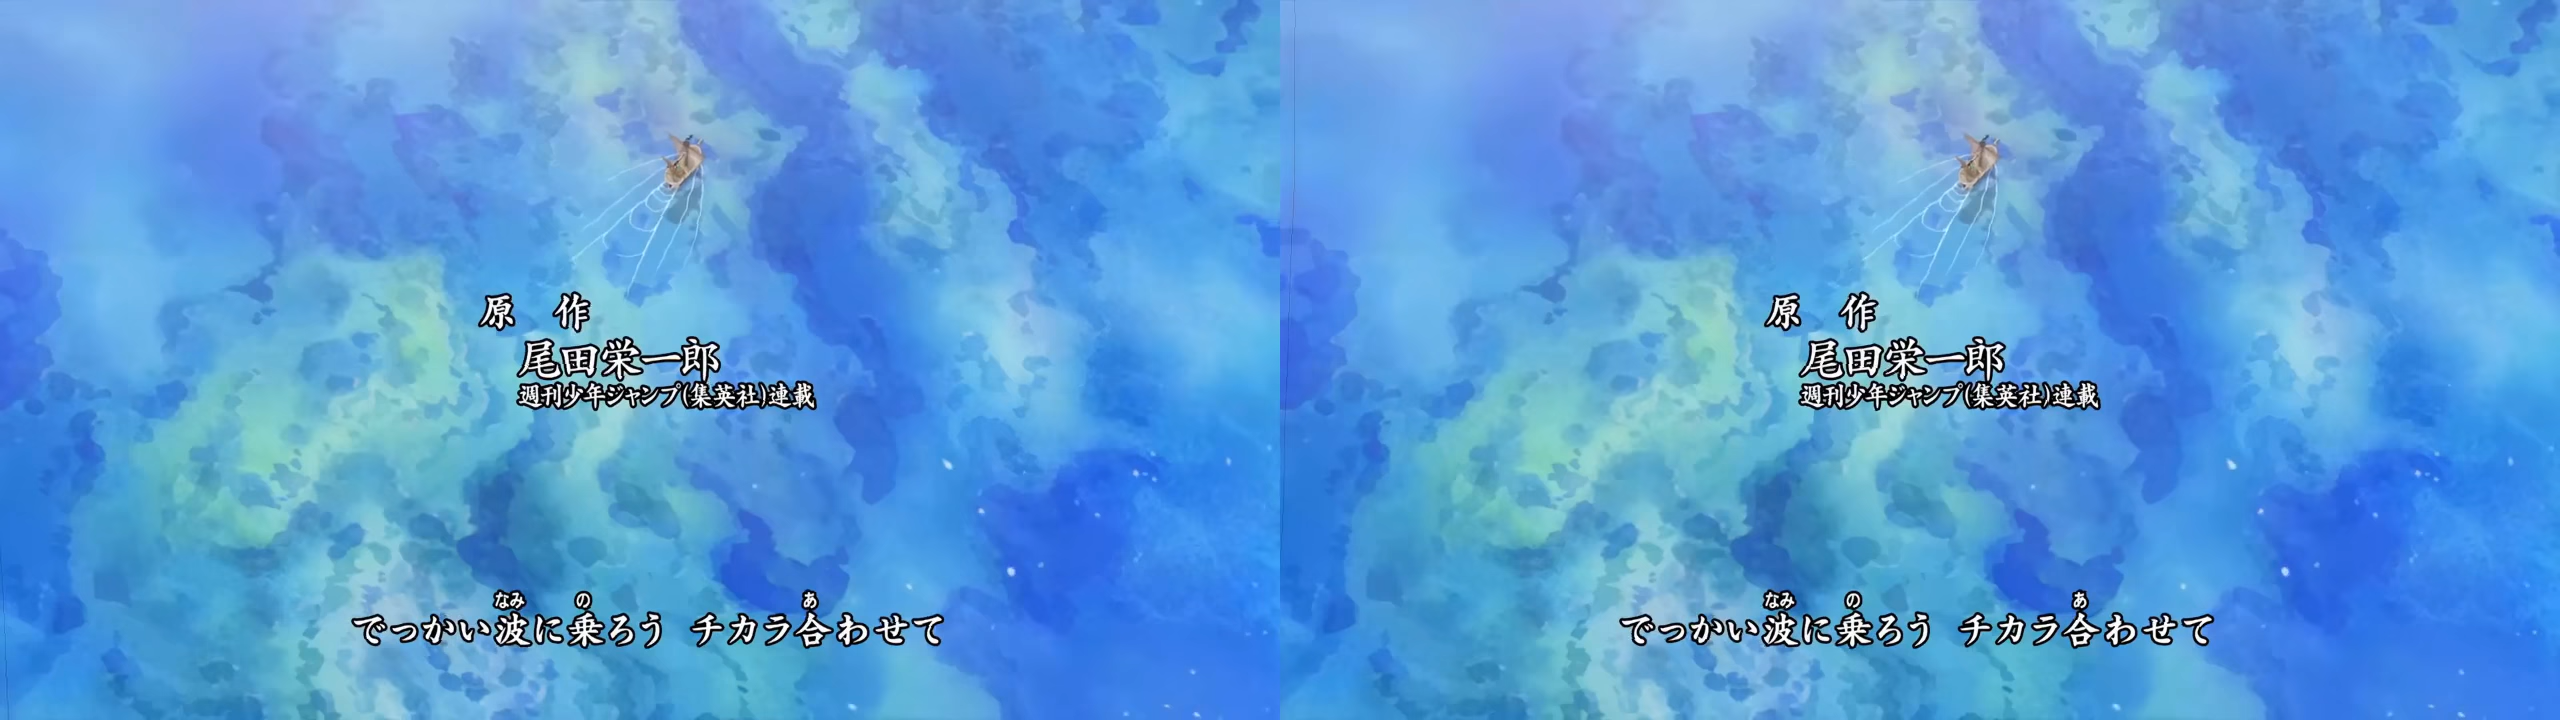 原　作
尾田栄一郎
週刊少年ジャンプ(集英社)連載
なみ　の　あ
でっかい波に乗ろう　チカラ合わせて
原　作
尾田栄一郎
週刊少年ジャンプ(集英社)連載
なみ　の　あ
でっかい波に乗ろう　チカラ合わせて